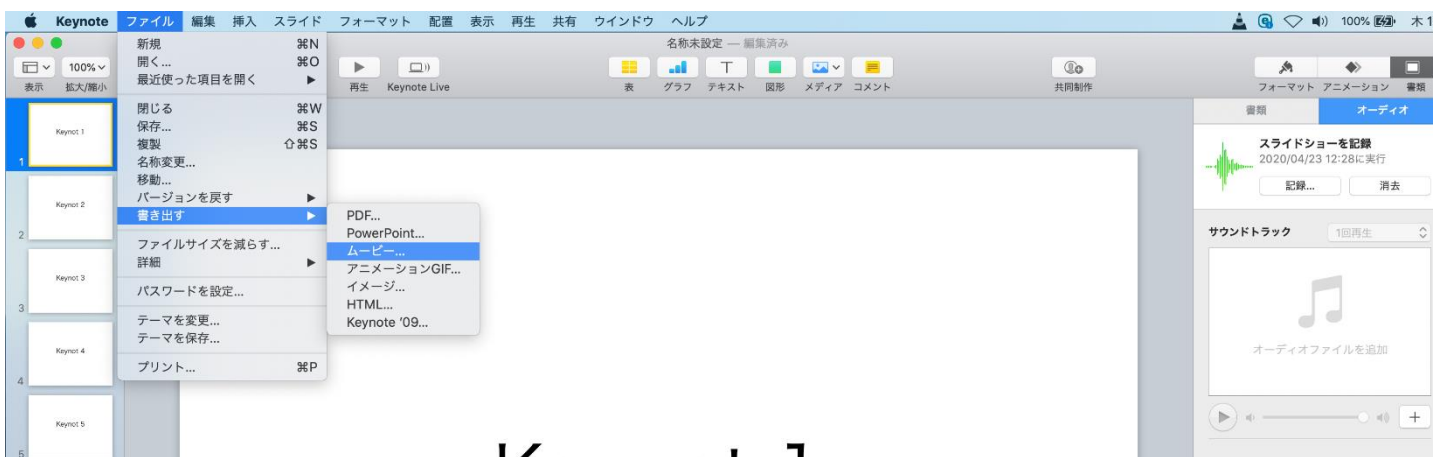 Keynote ファイル 編集 挿入 スライド フォーマット 配置 表示 再生 共有 ウインドウ ヘルプ 100% 木 1
名称未設定 — 編集済み
100%
表示 拡大/縮小 再生 Keynote Live 表 グラフ テキスト 図形 メディア コメント 共同制作 フォーマット アニメーション 書類
新規 ⌘N
開く... ⌘O
最近使った項目を開く ▶
閉じる ⌘W
保存... ⌘S
複製 ⇧⌘S
名称変更...
移動...
バージョンを戻す ▶
書き出す ▶
ファイルサイズを減らす...
詳細 ▶
パスワードを設定...
テーマを変更...
テーマを保存...
プリント... ⌘P
PDF...
PowerPoint...
ムービー...
アニメーションGIF...
イメージ...
HTML...
Keynote '09...
Keynot 1
1
Keynot 2
2
Keynot 3
3
Keynot 4
4
Keynot 5
5
書類 オーディオ
スライドショーを記録
2020/04/23 12:28に実行
記録... 消去
サウンドトラック 1回再生
オーディオファイルを追加